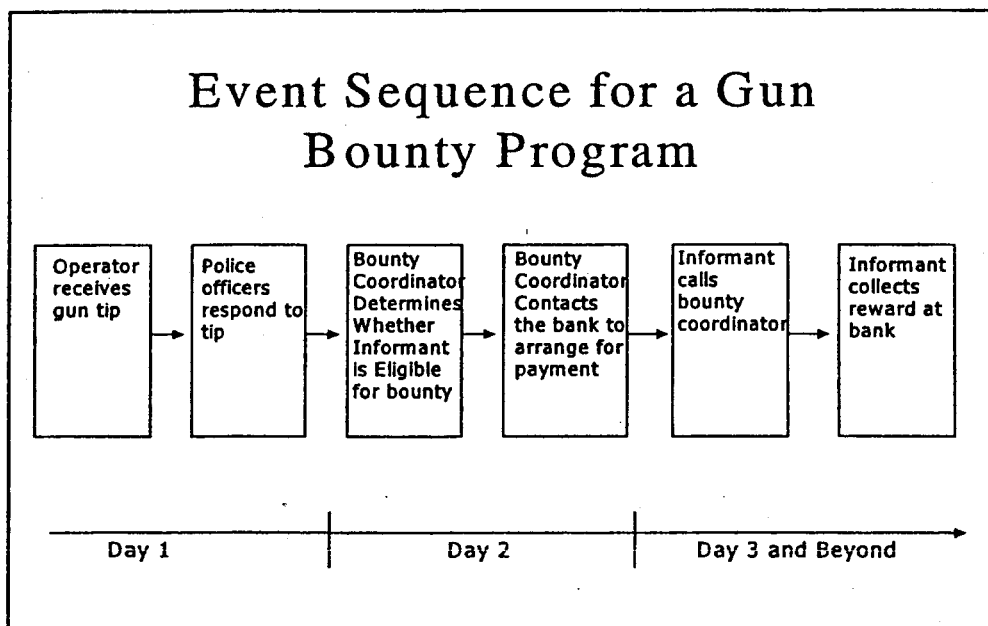 Event Sequence for a Gun
Bounty Program
Operator
receives
gun tip
Police
officers
respond to
tip
Bounty
Coordinator
Determines
Whether
Informant
is Eligible
for bounty
Bounty
Coordinator
Contacts
the bank to
arrange for
payment
Informant
calls
bounty
coordinator
Informant
collects
reward at
bank
Day 1
Day 2
Day 3 and Beyond